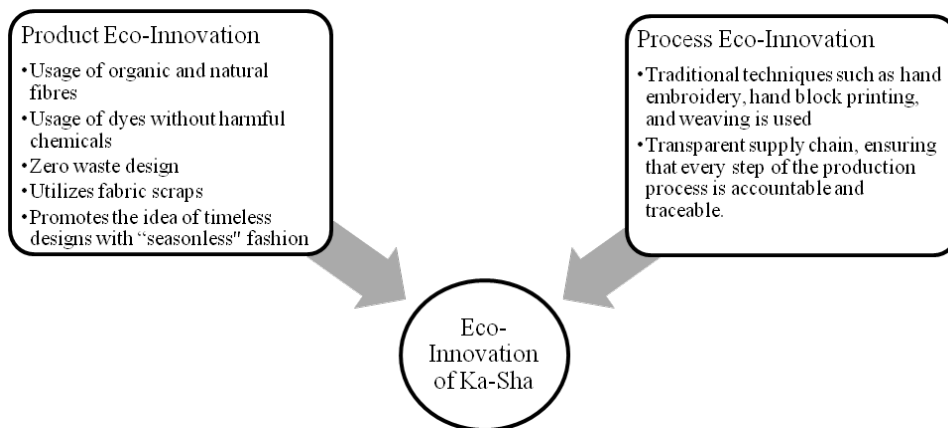 Product Eco-Innovation
•Usage of organic and natural
fibres
•Usage of dyes without harmful
chemicals
•Zero waste design
•Utilizes fabric scraps
•Promotes the idea of timeless
designs with “seasonless" fashion
Process Eco-Innovation
•Traditional techniques such as hand
embroidery, hand block printing,
and weaving is used
•Transparent supply chain, ensuring
that every step of the production
process is accountable and
traceable.
Eco-
Innovation
of Ka-Sha